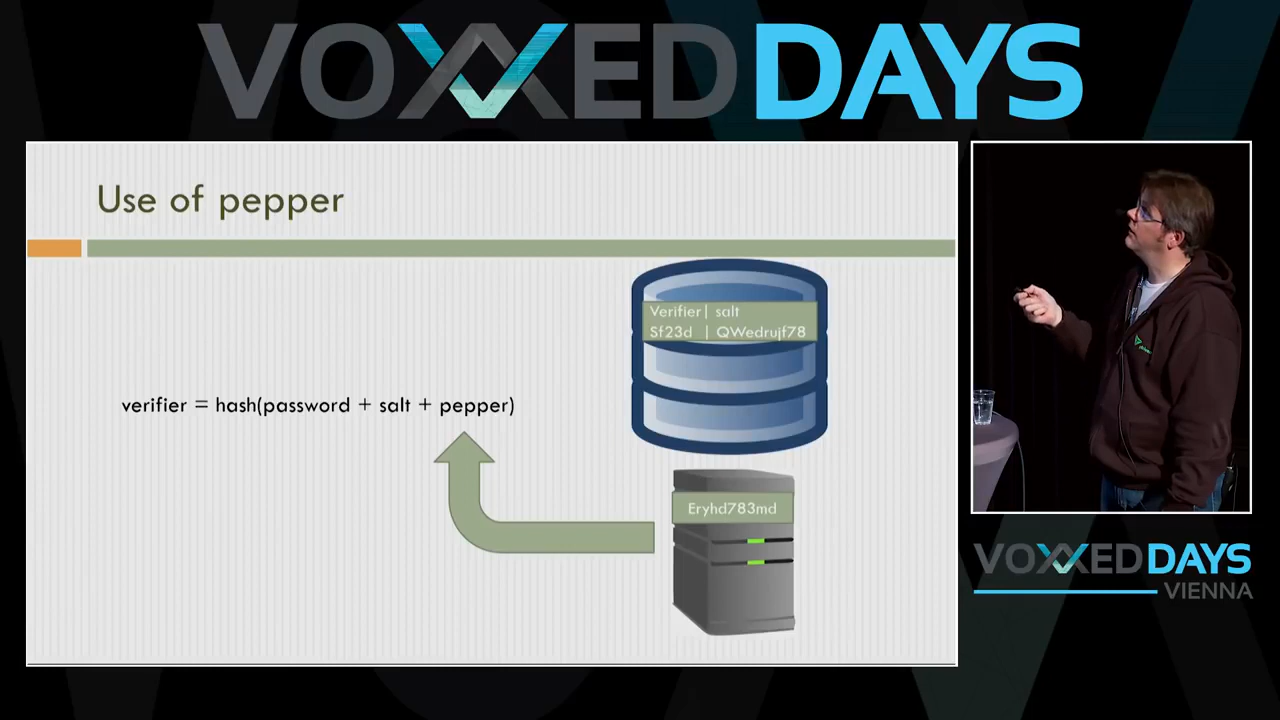 VOXXED DAYS
Use of pepper
Verifier| salt
Sf23d | QWedrujf78
verifier = hash(password + salt + pepper)
Eryhd783md
VOXXED DAYS
VIENNA